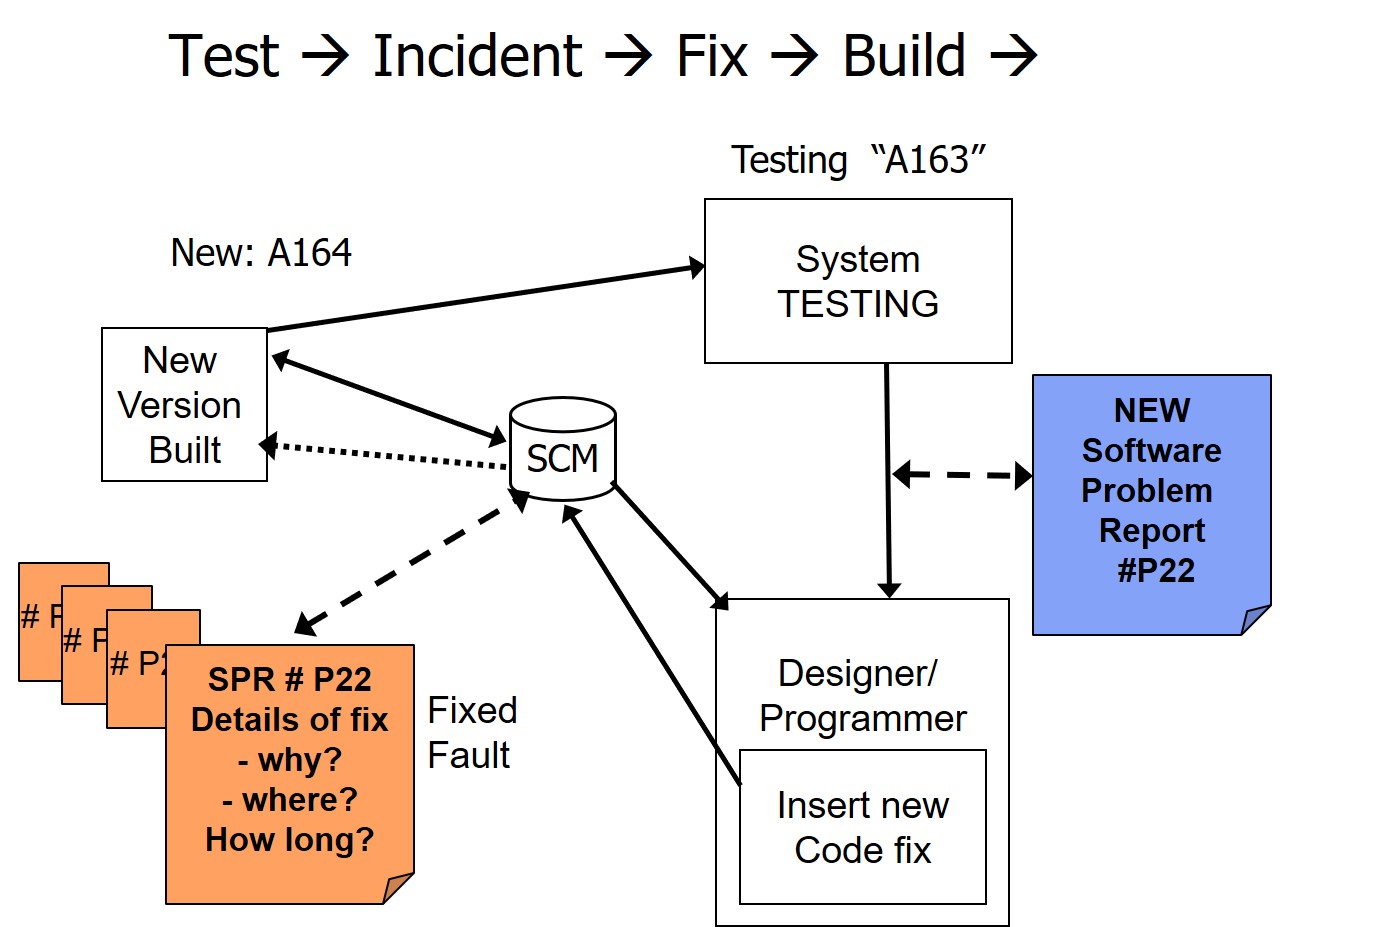 Test → Incident → Fix → Build →
Testing “A163”
New: A164
System
TESTING
New
Version
Built
SCM
NEW
Software
Problem
Report
#P22
# P
# P
# P2
SPR # P22
Details of fix
- why?
- where?
How long?
Fixed
Fault
Designer/
Programmer
Insert new
Code fix